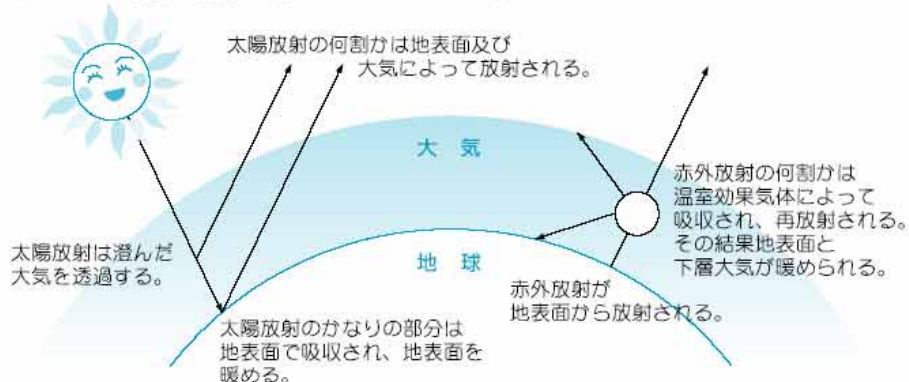 太陽放射の何割かは地表面及び
大気によって放射される。
大 気
赤外放射の何割かは
温室効果気体によって
吸収され、再放射される。
その結果地表面と
下層大気が暖められる。
太陽放射は澄んだ
大気を透過する。
地 球
赤外放射が
地表面から放射される。
太陽放射のかなりの部分は
地表面で吸収され、地表面を
暖める。